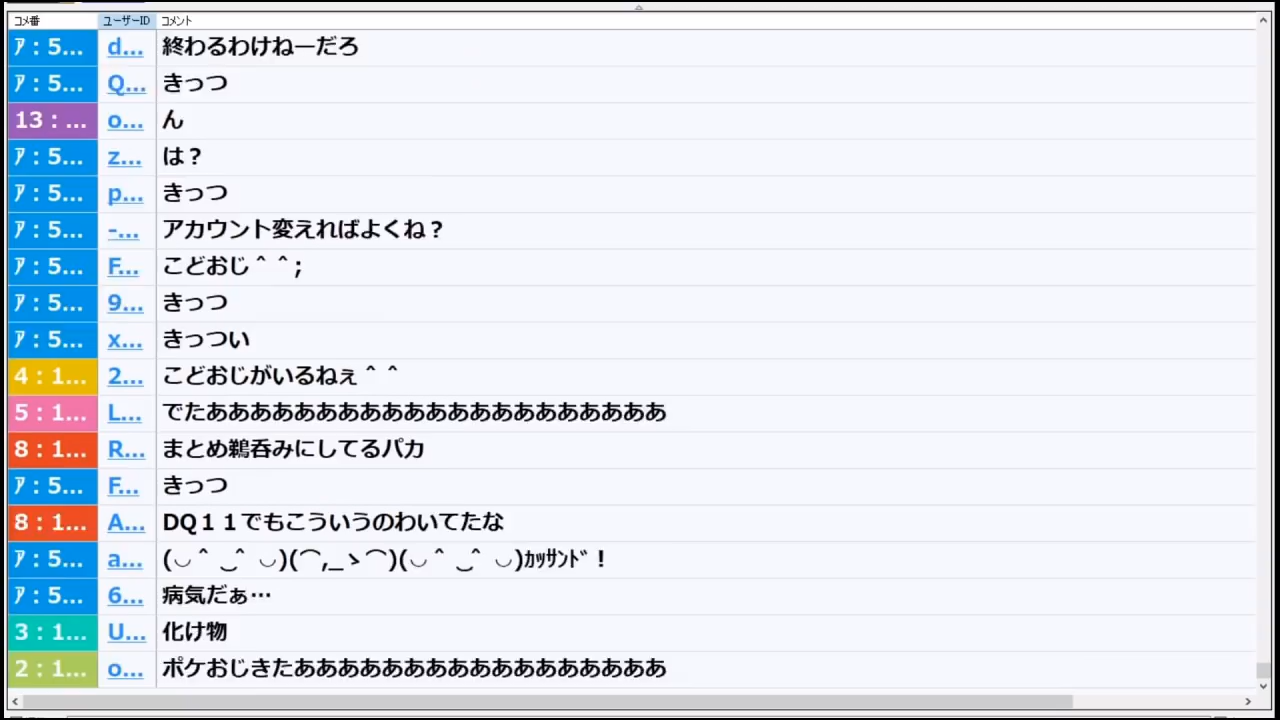 コメ番 ユーザーID コメント
ｱ：5... d... 終わるわけねーだろ
ｱ：5... Q... きっつ
13：... o... ん
ｱ：5... z... は？
ｱ：5... p... きっつ
ｱ：5... -... アカウント変えればよくね？
ｱ：5... F... こどおじ＾＾；
ｱ：5... 9... きっつ
ｱ：5... x... きっつい
4：1... 2... こどおじがいるねぇ＾＾
5：1... L... でたあああああああああああああああああああああ
8：1... R... まとめ鵜呑みにしてるパカ
ｱ：5... F... きっつ
8：1... A... DQ１１でもこういうのわいてたな
ｱ：5... a... (◡＾ ‿＾ ◡)(⌒,_ゝ⌒)(◡＾ ‿＾ ◡)ｶｯｻﾝﾄﾞ！
ｱ：5... 6... 病気だぁ…
3：1... U... 化け物
2：1... o... ポケおじきたあああああああああああああああああ